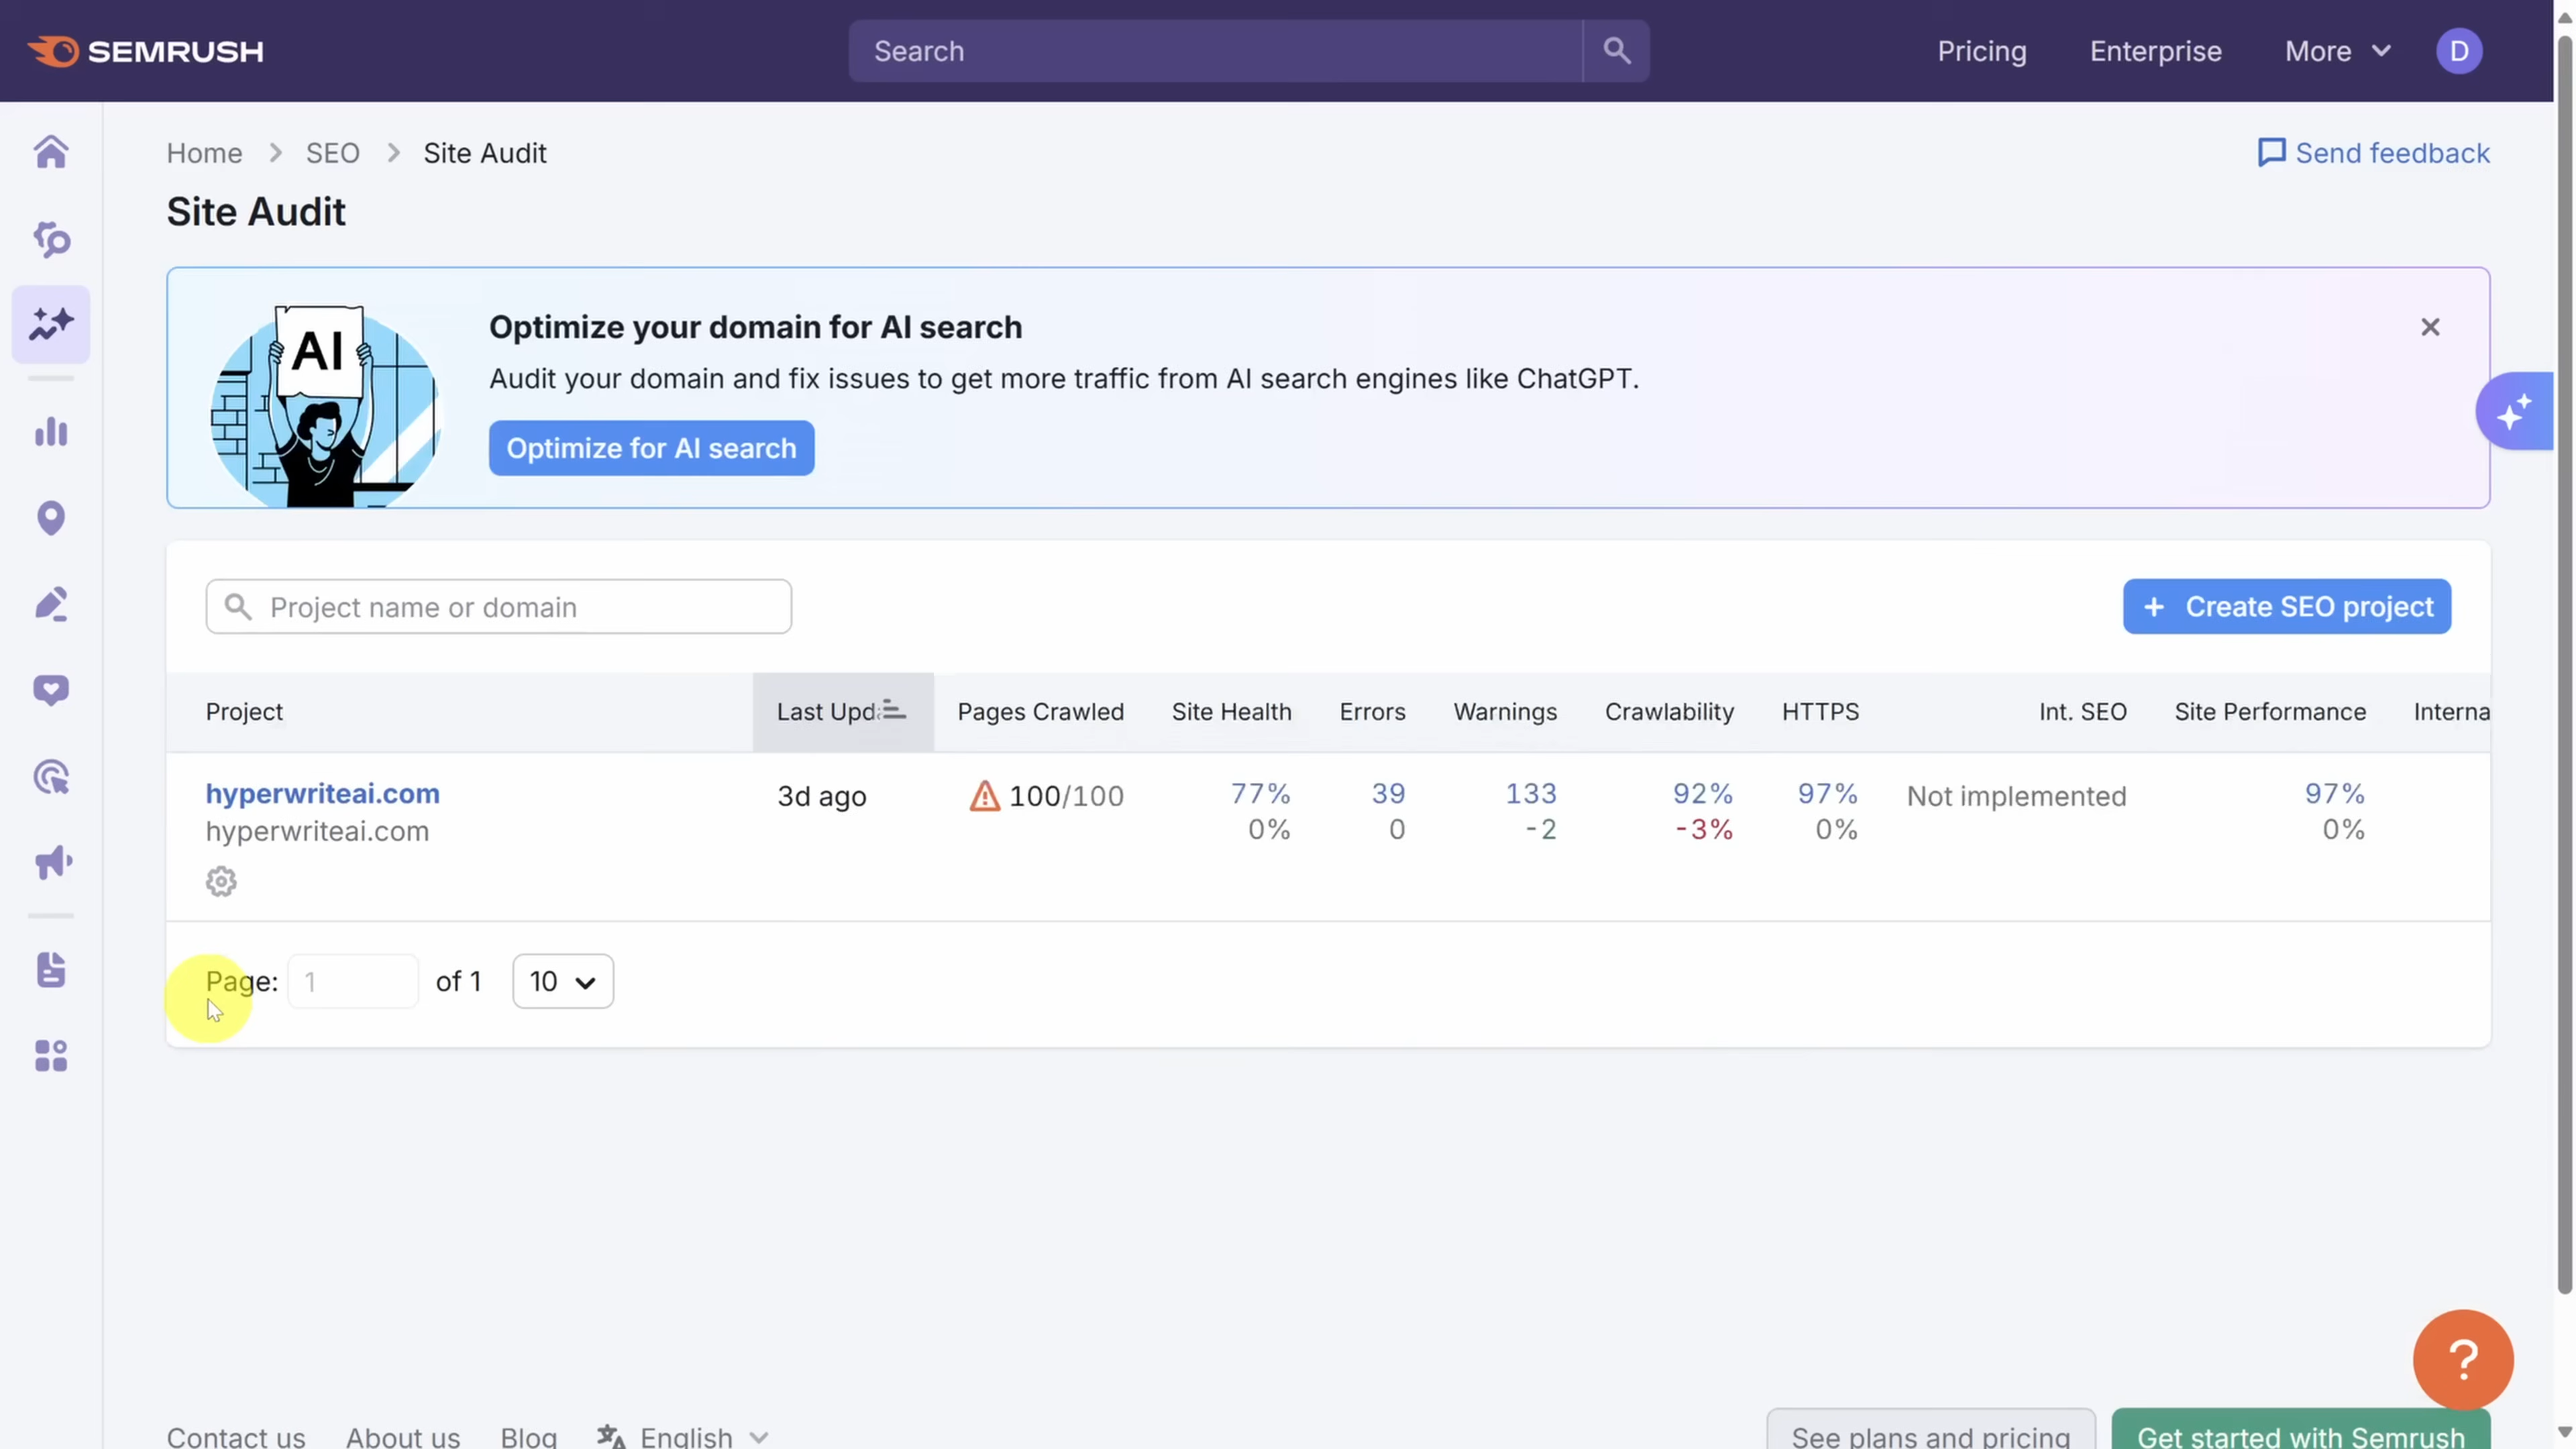 SEMRUSH
Search
Pricing
Enterprise
More
D
Home > SEO > Site Audit
Send feedback
Site Audit
AI
Optimize your domain for AI search
Audit your domain and fix issues to get more traffic from AI search engines like ChatGPT.
Optimize for AI search
Project name or domain
+ Create SEO project
Project Last Upd Pages Crawled Site Health Errors Warnings Crawlability HTTPS Int. SEO Site Performance Interna
hyperwriteai.com 3d ago 100/100 77% 39 133 92% 97% Not implemented 97%
hyperwriteai.com 0% 0 -2 -3% 0% 0%
Page: 1 of 1 10
?
Contact us About us Blog English See plans and pricing Get started with Semrush